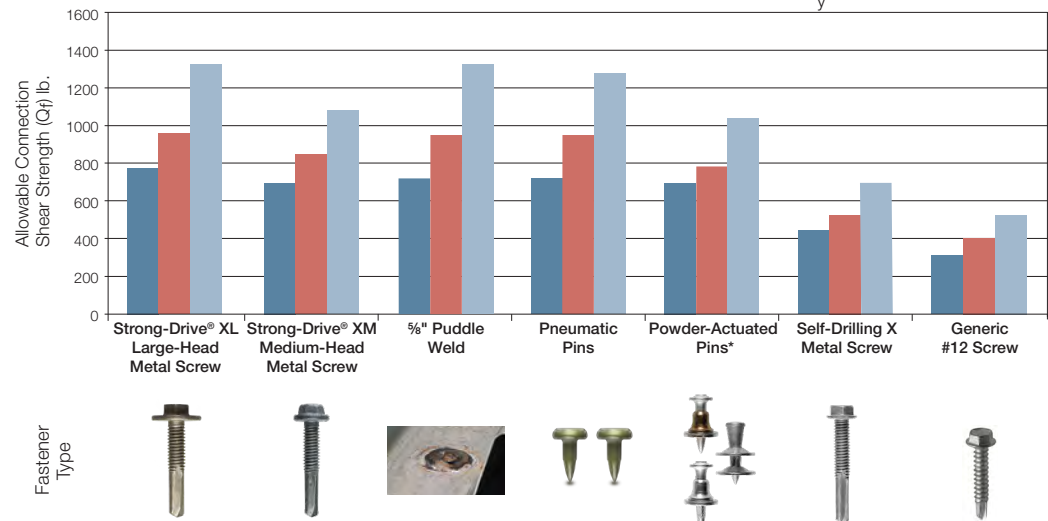 y
1600
1400
1200
1000
800
600
400
200
0
Allowable Connection
Shear Strength (Qf) lb.
Strong-Drive® XL
Large-Head
Metal Screw
Strong-Drive® XM
Medium-Head
Metal Screw
⅝" Puddle
Weld
Pneumatic
Pins
Powder-Actuated
Pins*
Self-Drilling X
Metal Screw
Generic
#12 Screw
Fastener
Type